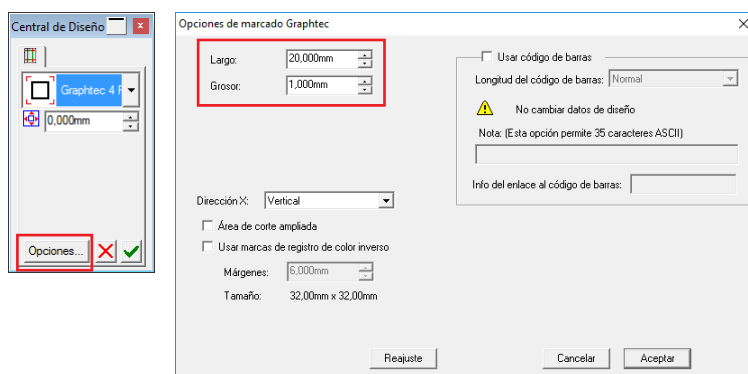 Central de Diseño
Graphtec 4 F
0,000mm
Opciones...
Opciones de marcado Graphtec
Largo: 20,000mm
Grosor: 1,000mm
Usar código de barras
Longitud del código de barras: Normal
No cambiar datos de diseño
Nota: (Esta opción permite 35 caracteres ASCII)
Info del enlace al código de barras:
Dirección X: Vertical
Área de corte ampliada
Usar marcas de registro de color inverso
Márgenes: 6,000mm
Tamaño: 32,00mm x 32,00mm
Reajuste
Cancelar
Aceptar